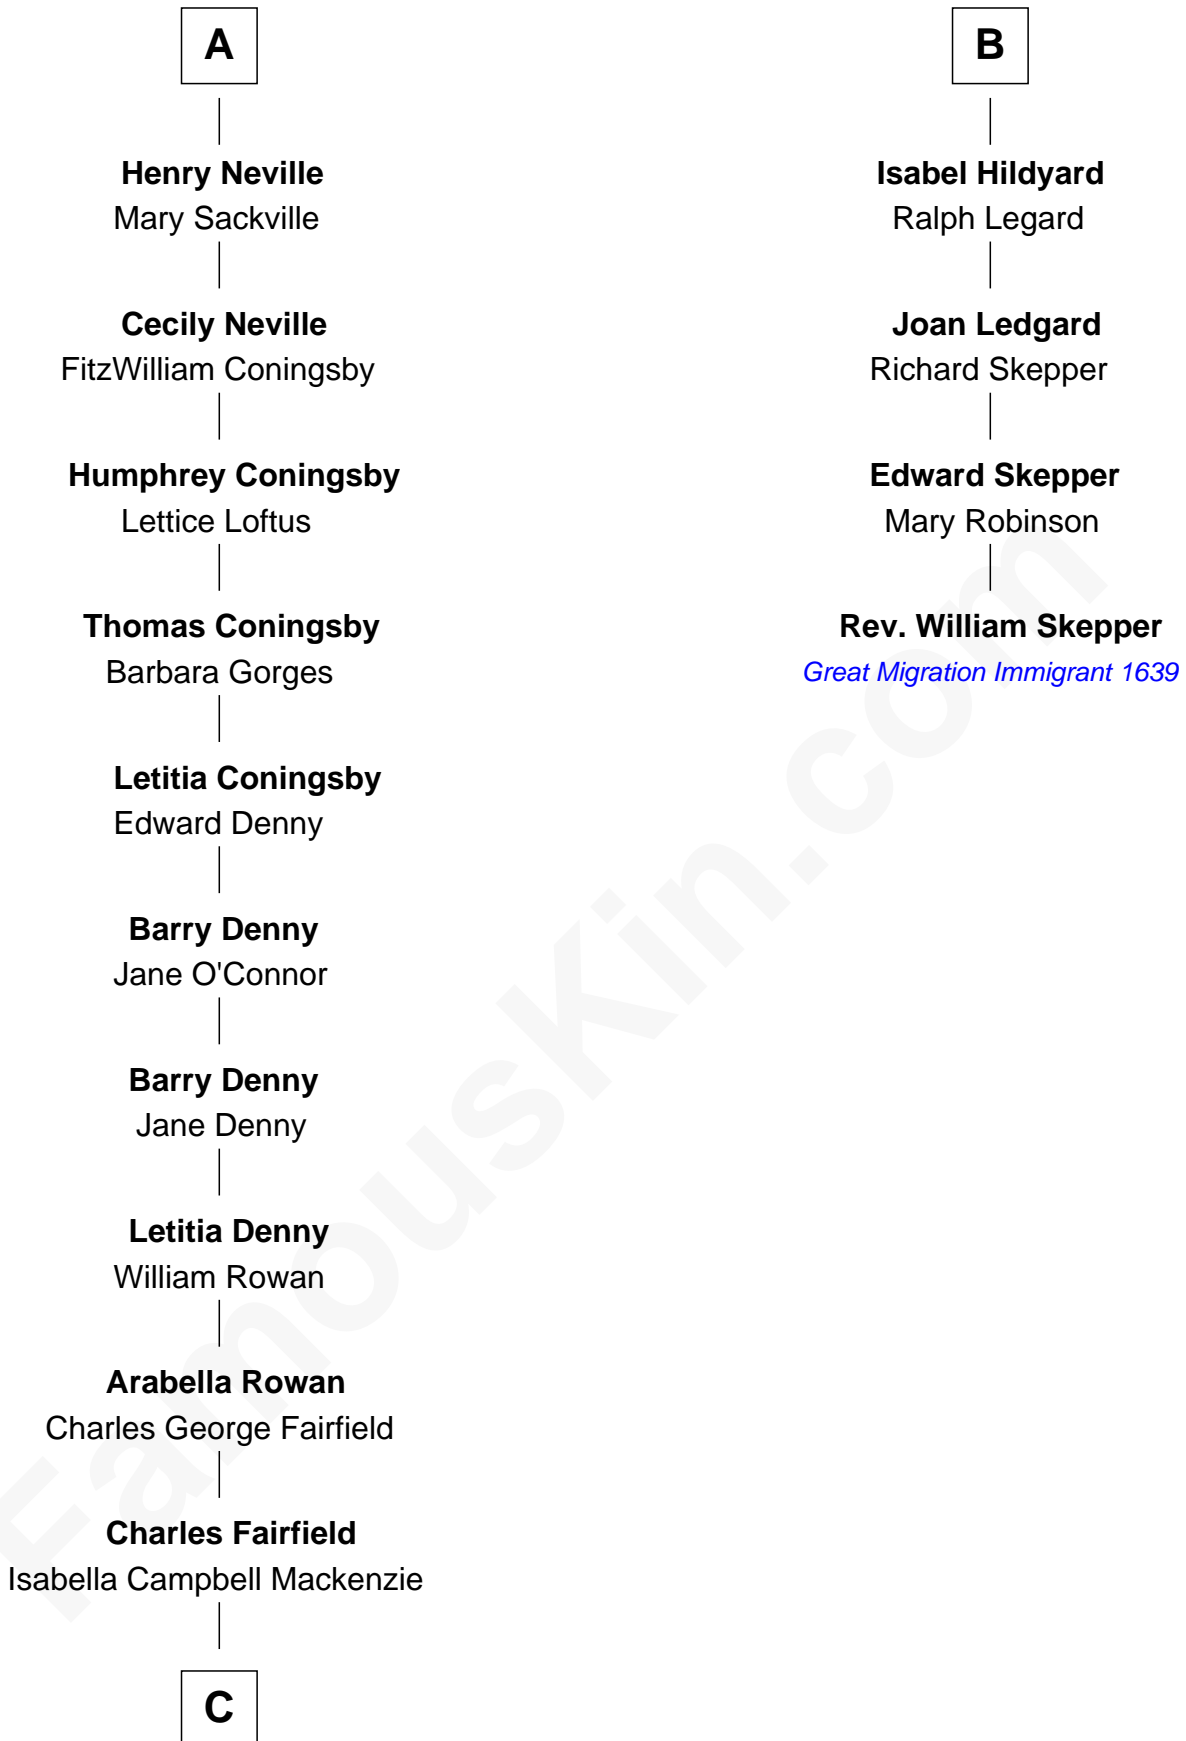 A
Henry Neville
Mary Sackville
Cecily Neville
FitzWilliam Coningsby
Humphrey Coningsby
Lettice Loftus
Thomas Coningsby
Barbara Gorges
Letitia Coningsby
Edward Denny
Barry Denny
Jane O'Connor
Barry Denny
Jane Denny
Letitia Denny
William Rowan
Arabella Rowan
Charles George Fairfield
Charles Fairfield
Isabella Campbell Mackenzie
C
B
Isabel Hildyard
Ralph Legard
Joan Ledgard
Richard Skepper
Edward Skepper
Mary Robinson
Rev. William Skepper
Great Migration Immigrant 1639
FamousKin.com